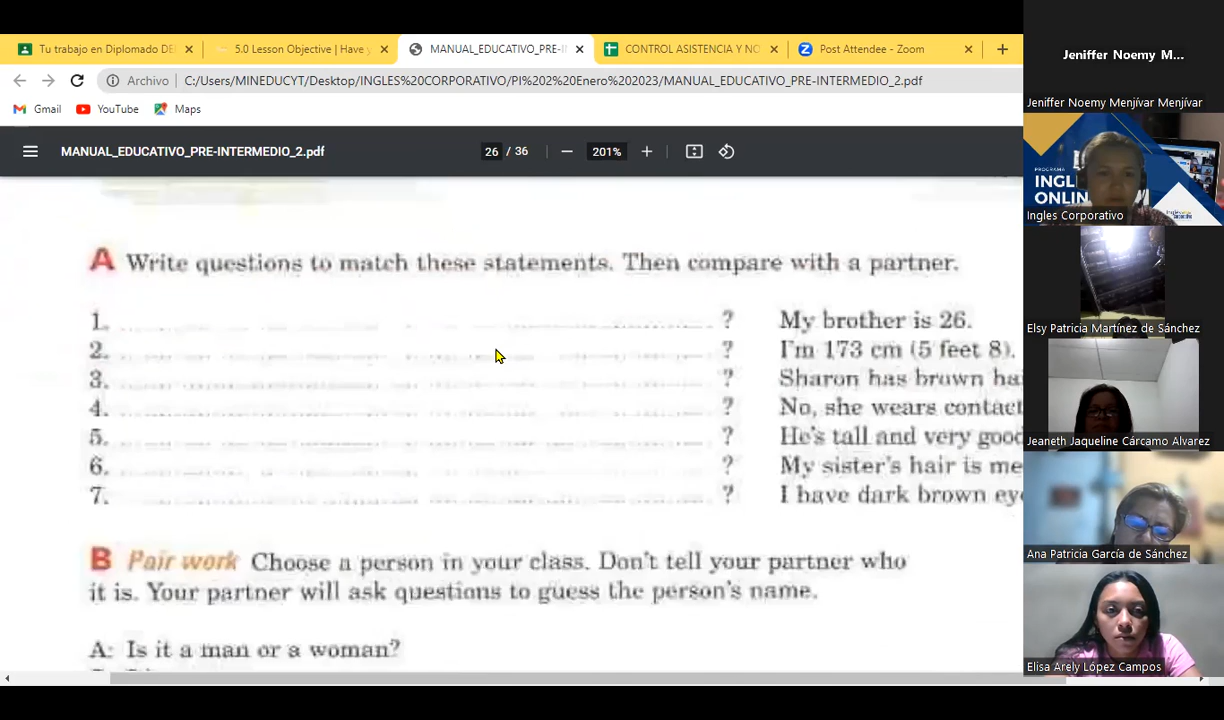 Tu trabajo en Diplomado DE
5.0 Lesson Objective | Have y
MANUAL_EDUCATIVO_PRE-I
CONTROL ASISTENCIA Y NO
Post Attendee - Zoom
Archivo
C:/Users/MINEDUCYT/Desktop/INGLES%20CORPORATIVO/PI%202%20Enero%202023/MANUAL_EDUCATIVO_PRE-INTERMEDIO_2.pdf
Gmail
YouTube
Maps
MANUAL_EDUCATIVO_PRE-INTERMEDIO_2.pdf
26 / 36
201%
A Write questions to match these statements. Then compare with a partner.
1. ? My brother is 26.
2. ? I'm 173 cm (5 feet 8).
3. ? Sharon has brown hai
4. ? No, she wears contact
5. ? He's tall and very good
6. ? My sister's hair is me
7. ? I have dark brown eye
B Pair work Choose a person in your class. Don't tell your partner who
it is. Your partner will ask questions to guess the person's name.
A: Is it a man or a woman?
Jeniffer Noemy M...
Jeniffer Noemy Menjívar Menjívar
PROGRAMA
INGL
ONLIN
Ingles Corporativo
Elsy Patricia Martínez de Sánchez
Jeaneth Jaqueline Cárcamo Alvarez
Ana Patricia García de Sánchez
Elisa Arely López Campos